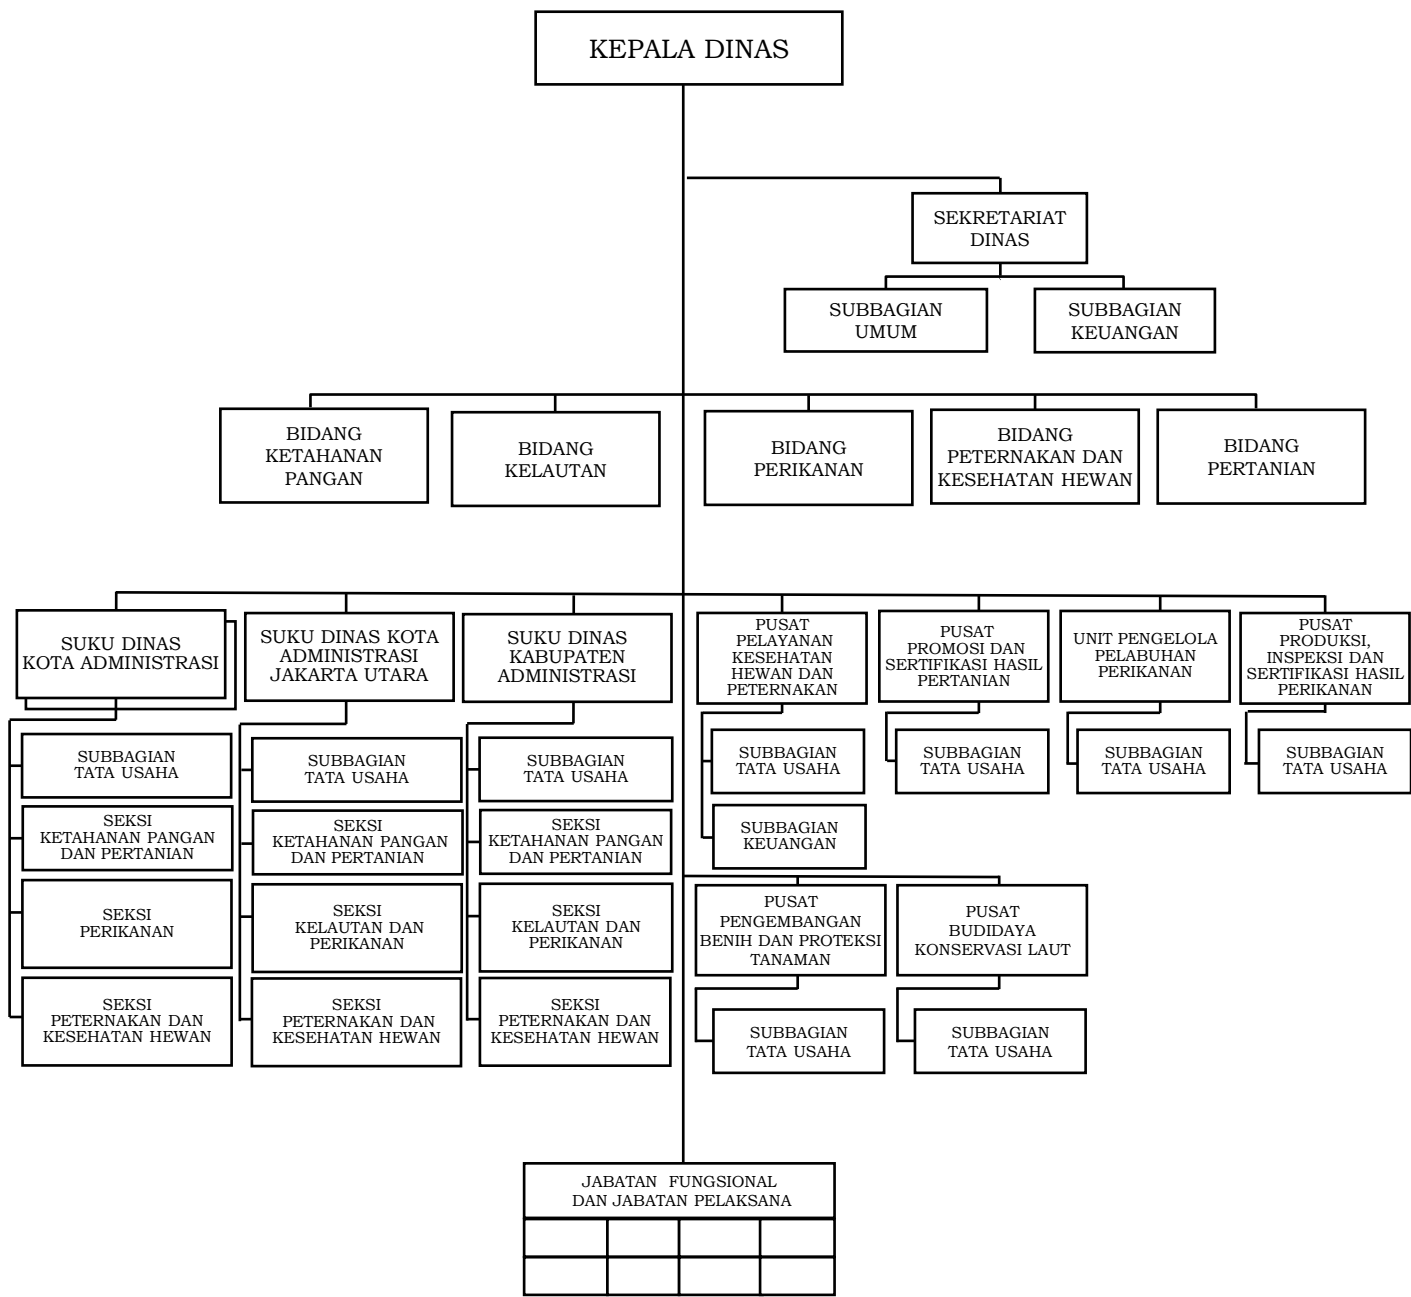 KEPALA DINAS
SEKRETARIAT
DINAS
SUBBAGIAN
UMUM
SUBBAGIAN
KEUANGAN
BIDANG
KETAHANAN
PANGAN
BIDANG
KELAUTAN
BIDANG
PERIKANAN
BIDANG
PETERNAKAN DAN
KESEHATAN HEWAN
BIDANG
PERTANIAN
SUKU DINAS
KOTA ADMINISTRASI
SUKU DINAS KOTA
ADMINISTRASI
JAKARTA UTARA
SUKU DINAS
KABUPATEN
ADMINISTRASI
PUSAT
PELAYANAN
KESEHATAN
HEWAN DAN
PETERNAKAN
PUSAT
PROMOSI DAN
SERTIFIKASI HASIL
PERTANIAN
UNIT PENGELOLA
PELABUHAN
PERIKANAN
PUSAT
PRODUKSI,
INSPEKSI DAN
SERTIFIKASI HASIL
PERIKANAN
SUBBAGIAN
TATA USAHA
SEKSI
KETAHANAN PANGAN
DAN PERTANIAN
SEKSI
PERIKANAN
SEKSI
PETERNAKAN DAN
KESEHATAN HEWAN
SUBBAGIAN
TATA USAHA
SEKSI
KETAHANAN PANGAN
DAN PERTANIAN
SEKSI
KELAUTAN DAN
PERIKANAN
SEKSI
PETERNAKAN DAN
KESEHATAN HEWAN
SUBBAGIAN
TATA USAHA
SEKSI
KETAHANAN PANGAN
DAN PERTANIAN
SEKSI
KELAUTAN DAN
PERIKANAN
SEKSI
PETERNAKAN DAN
KESEHATAN HEWAN
SUBBAGIAN
TATA USAHA
SUBBAGIAN
KEUANGAN
SUBBAGIAN
TATA USAHA
SUBBAGIAN
TATA USAHA
SUBBAGIAN
TATA USAHA
PUSAT
PENGEMBANGAN
BENIH DAN PROTEKSI
TANAMAN
PUSAT
BUDIDAYA
KONSERVASI LAUT
SUBBAGIAN
TATA USAHA
SUBBAGIAN
TATA USAHA
JABATAN FUNGSIONAL
DAN JABATAN PELAKSANA